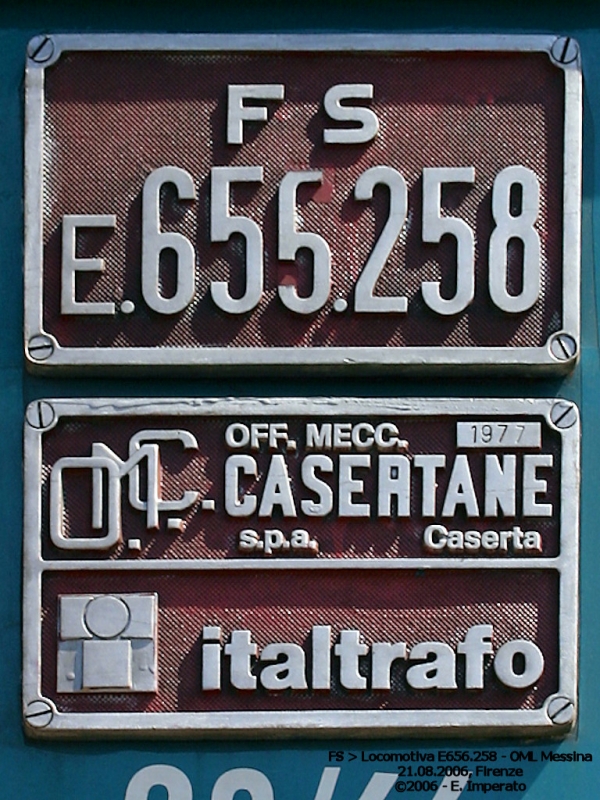 FS
E.655.258
OFF. MECC. 1977
O.M.C. CASERTANE
s.p.a. Caserta
italtrafo
FS > Locomotiva E656.258 - OML Messina
21.08.2006, Firenze
©2006 - E. Imperato